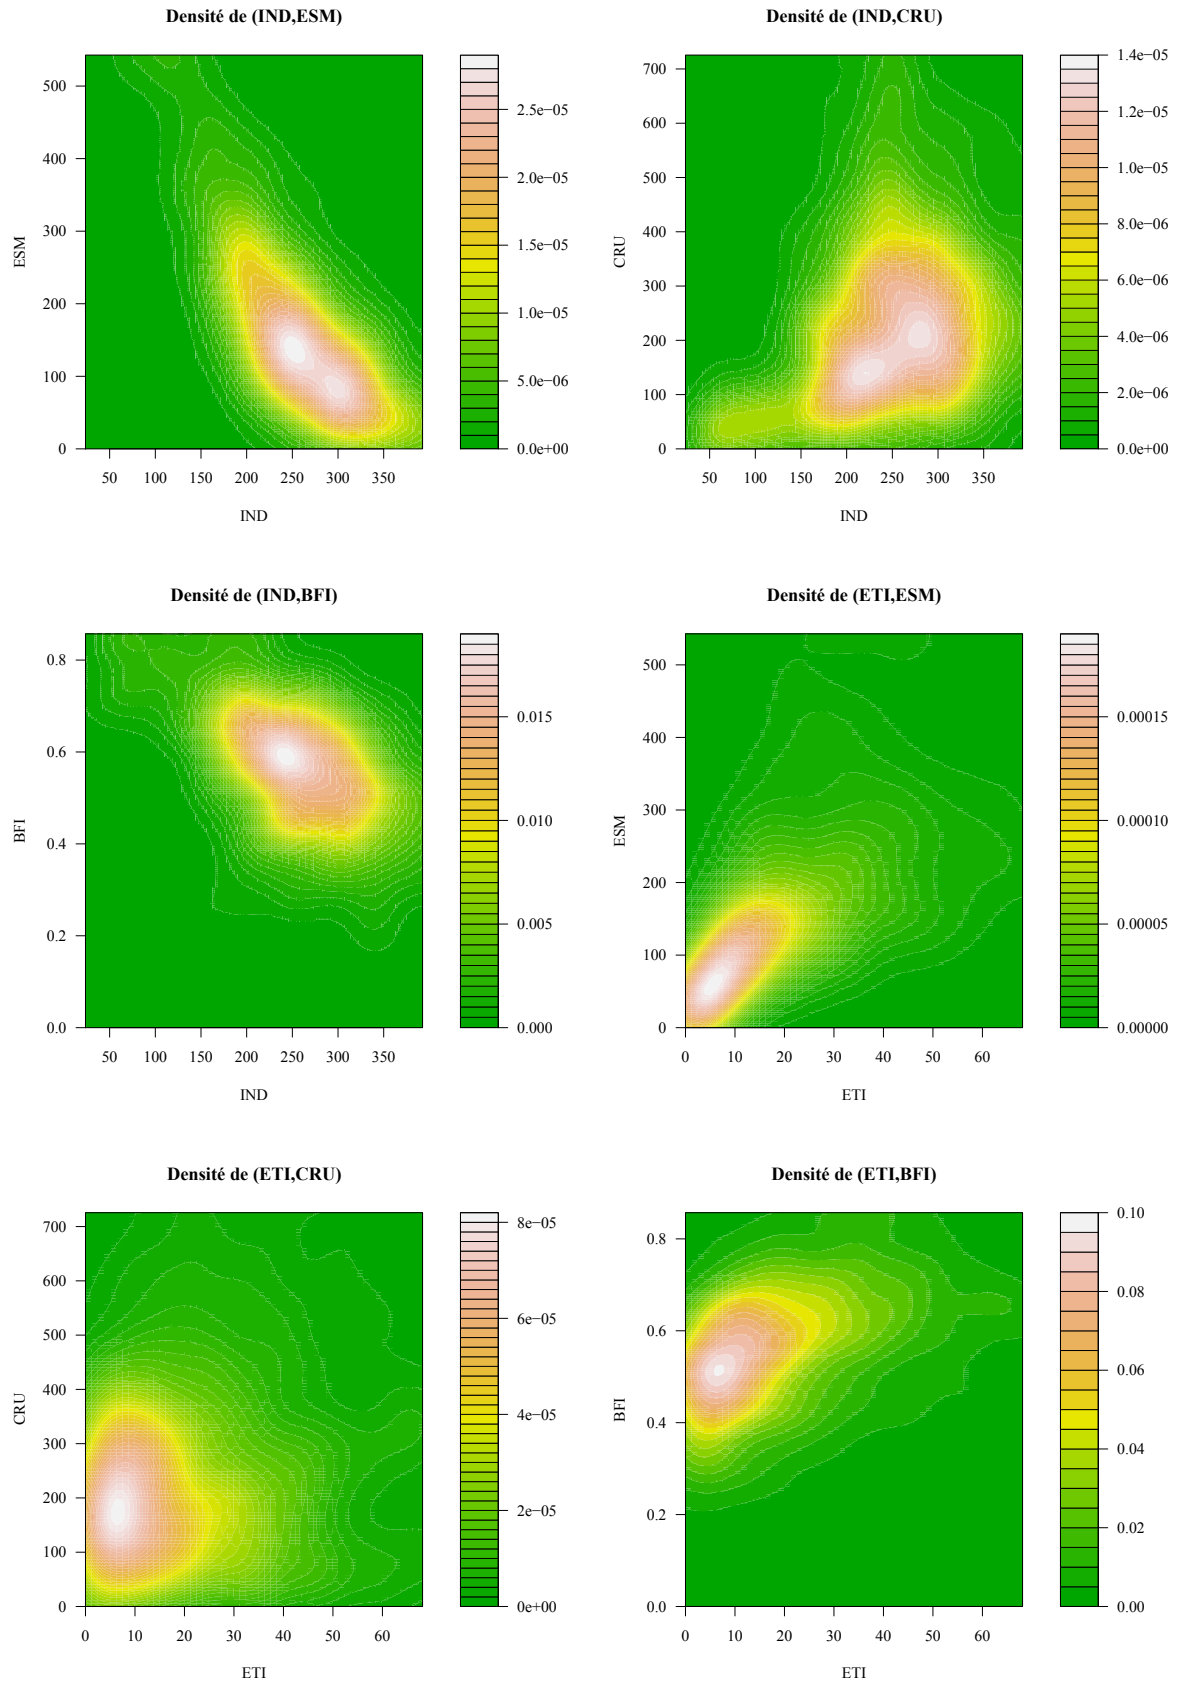 Densité de (IND,ESM)
500
400
300
200
100
0
ESM
50 100 150 200 250 300 350
IND
2.5e−05
2.0e−05
1.5e−05
1.0e−05
5.0e−06
0.0e+00
Densité de (IND,CRU)
700
600
500
400
300
200
100
0
CRU
50 100 150 200 250 300 350
IND
1.4e−05
1.2e−05
1.0e−05
8.0e−06
6.0e−06
4.0e−06
2.0e−06
0.0e+00
Densité de (IND,BFI)
0.8
0.6
0.4
0.2
0.0
BFI
50 100 150 200 250 300 350
IND
0.015
0.010
0.005
0.000
Densité de (ETI,ESM)
500
400
300
200
100
0
ESM
0 10 20 30 40 50 60
ETI
0.00015
0.00010
0.00005
0.00000
Densité de (ETI,CRU)
700
600
500
400
300
200
100
0
CRU
0 10 20 30 40 50 60
ETI
8e−05
6e−05
4e−05
2e−05
0e+00
Densité de (ETI,BFI)
0.8
0.6
0.4
0.2
0.0
BFI
0 10 20 30 40 50 60
ETI
0.10
0.08
0.06
0.04
0.02
0.00